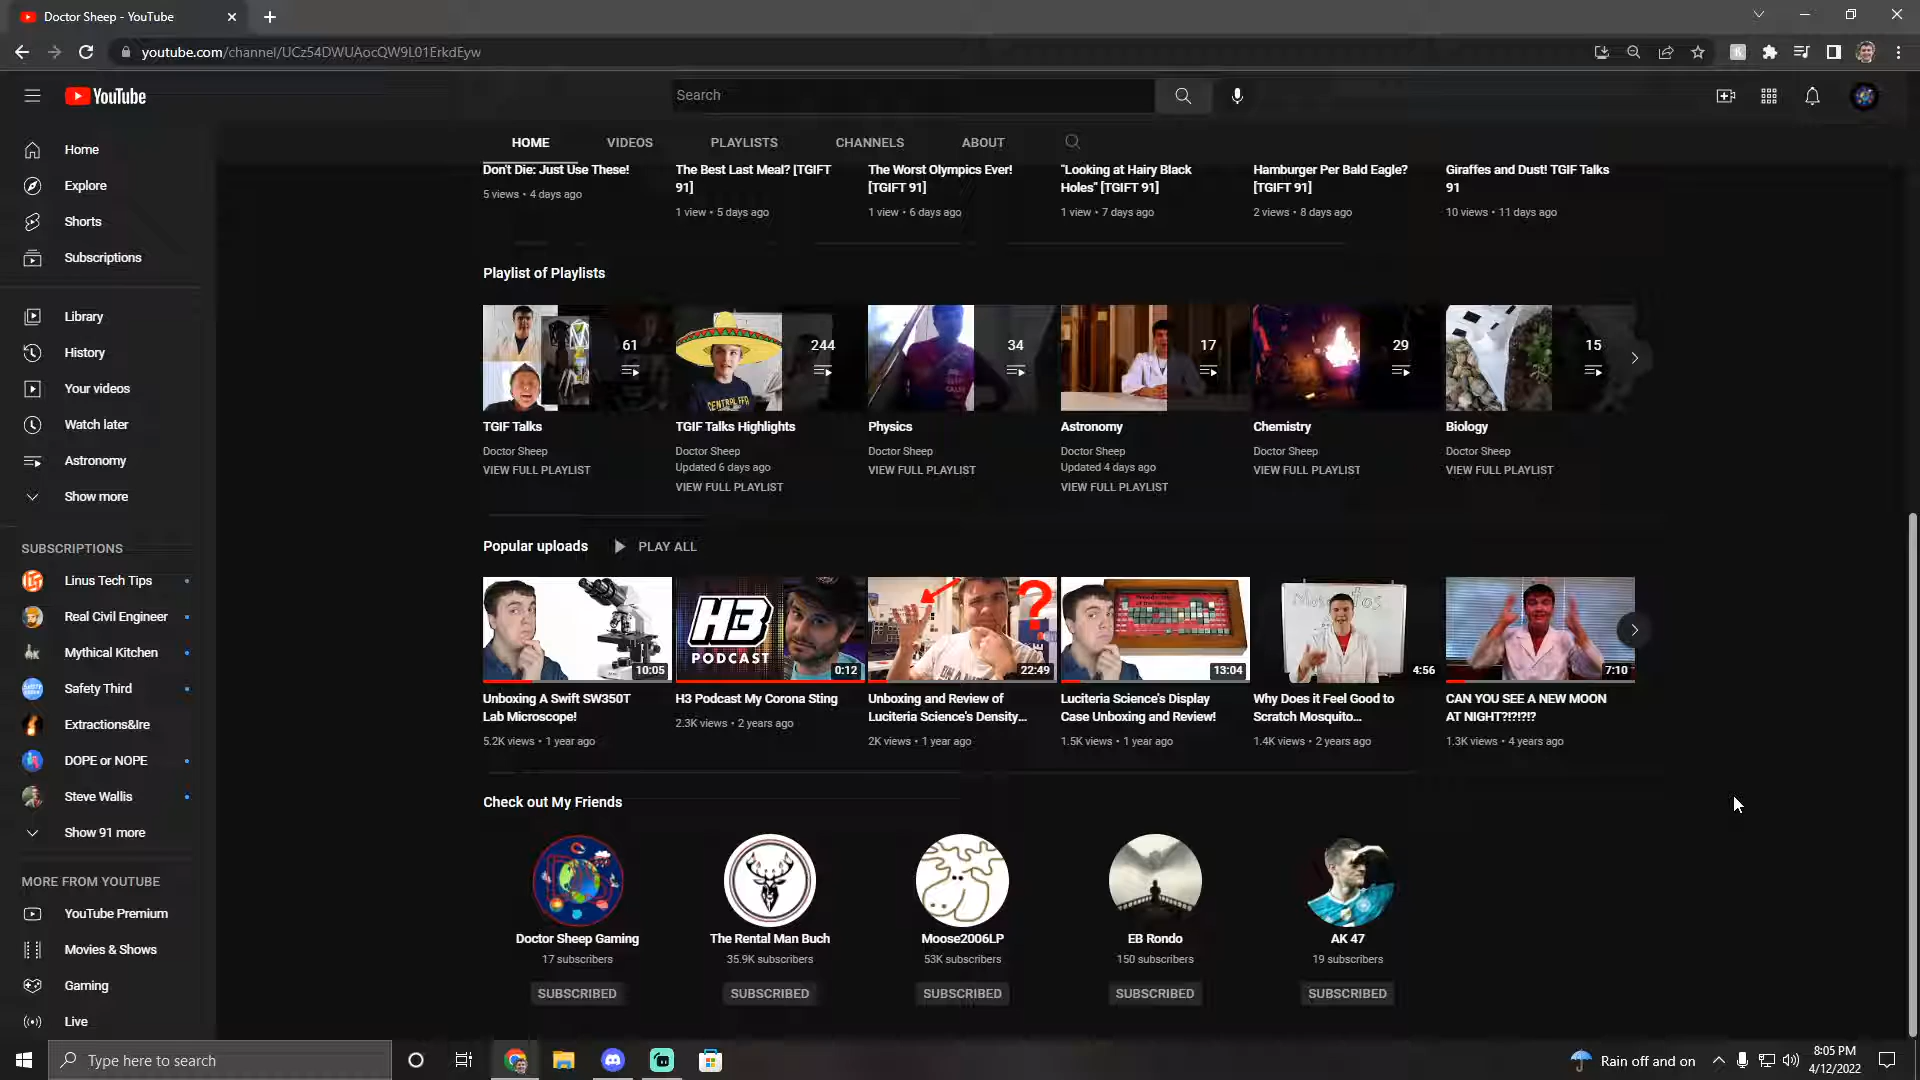 Doctor Sheep - YouTube
youtube.com/channel/UCz54DWUAocQW9L01ErkdEyw
YouTube
Search
HOME VIDEOS PLAYLISTS CHANNELS ABOUT
Home
Explore
Shorts
Subscriptions
Library
History
Your videos
Watch later
Astronomy
Show more
SUBSCRIPTIONS
Linus Tech Tips
Real Civil Engineer
Mythical Kitchen
Safety Third
Extractions&Ire
DOPE or NOPE
Steve Wallis
Show 91 more
MORE FROM YOUTUBE
YouTube Premium
Movies & Shows
Gaming
Live
Don't Die: Just Use These!
5 views • 4 days ago
The Best Last Meal? [TGIFT
91]
1 view • 5 days ago
The Worst Olympics Ever!
[TGIFT 91]
1 view • 6 days ago
"Looking at Hairy Black
Holes" [TGIFT 91]
1 view • 7 days ago
Hamburger Per Bald Eagle?
[TGIFT 91]
2 views • 8 days ago
Giraffes and Dust! TGIF Talks
91
10 views • 11 days ago
Playlist of Playlists
61
TGIF Talks
Doctor Sheep
VIEW FULL PLAYLIST
244
TGIF Talks Highlights
Doctor Sheep
Updated 6 days ago
VIEW FULL PLAYLIST
34
Physics
Doctor Sheep
VIEW FULL PLAYLIST
17
Astronomy
Doctor Sheep
Updated 4 days ago
VIEW FULL PLAYLIST
29
Chemistry
Doctor Sheep
VIEW FULL PLAYLIST
15
Biology
Doctor Sheep
VIEW FULL PLAYLIST
Popular uploads PLAY ALL
10:05
Unboxing A Swift SW350T
Lab Microscope!
5.2K views • 1 year ago
H3
PODCAST
0:12
H3 Podcast My Corona Sting
2.3K views • 2 years ago
?
22:49
Unboxing and Review of
Luciteria Science's Density...
2K views • 1 year ago
13:04
Luciteria Science's Display
Case Unboxing and Review!
1.5K views • 1 year ago
4:56
Why Does it Feel Good to
Scratch Mosquito...
1.4K views • 2 years ago
7:10
CAN YOU SEE A NEW MOON
AT NIGHT?!?!?!?
1.3K views • 4 years ago
Check out My Friends
Doctor Sheep Gaming
17 subscribers
SUBSCRIBED
The Rental Man Buch
35.9K subscribers
SUBSCRIBED
Moose2006LP
53K subscribers
SUBSCRIBED
EB Rondo
150 subscribers
SUBSCRIBED
AK 47
19 subscribers
SUBSCRIBED
Type here to search
Rain off and on
8:05 PM
4/12/2022